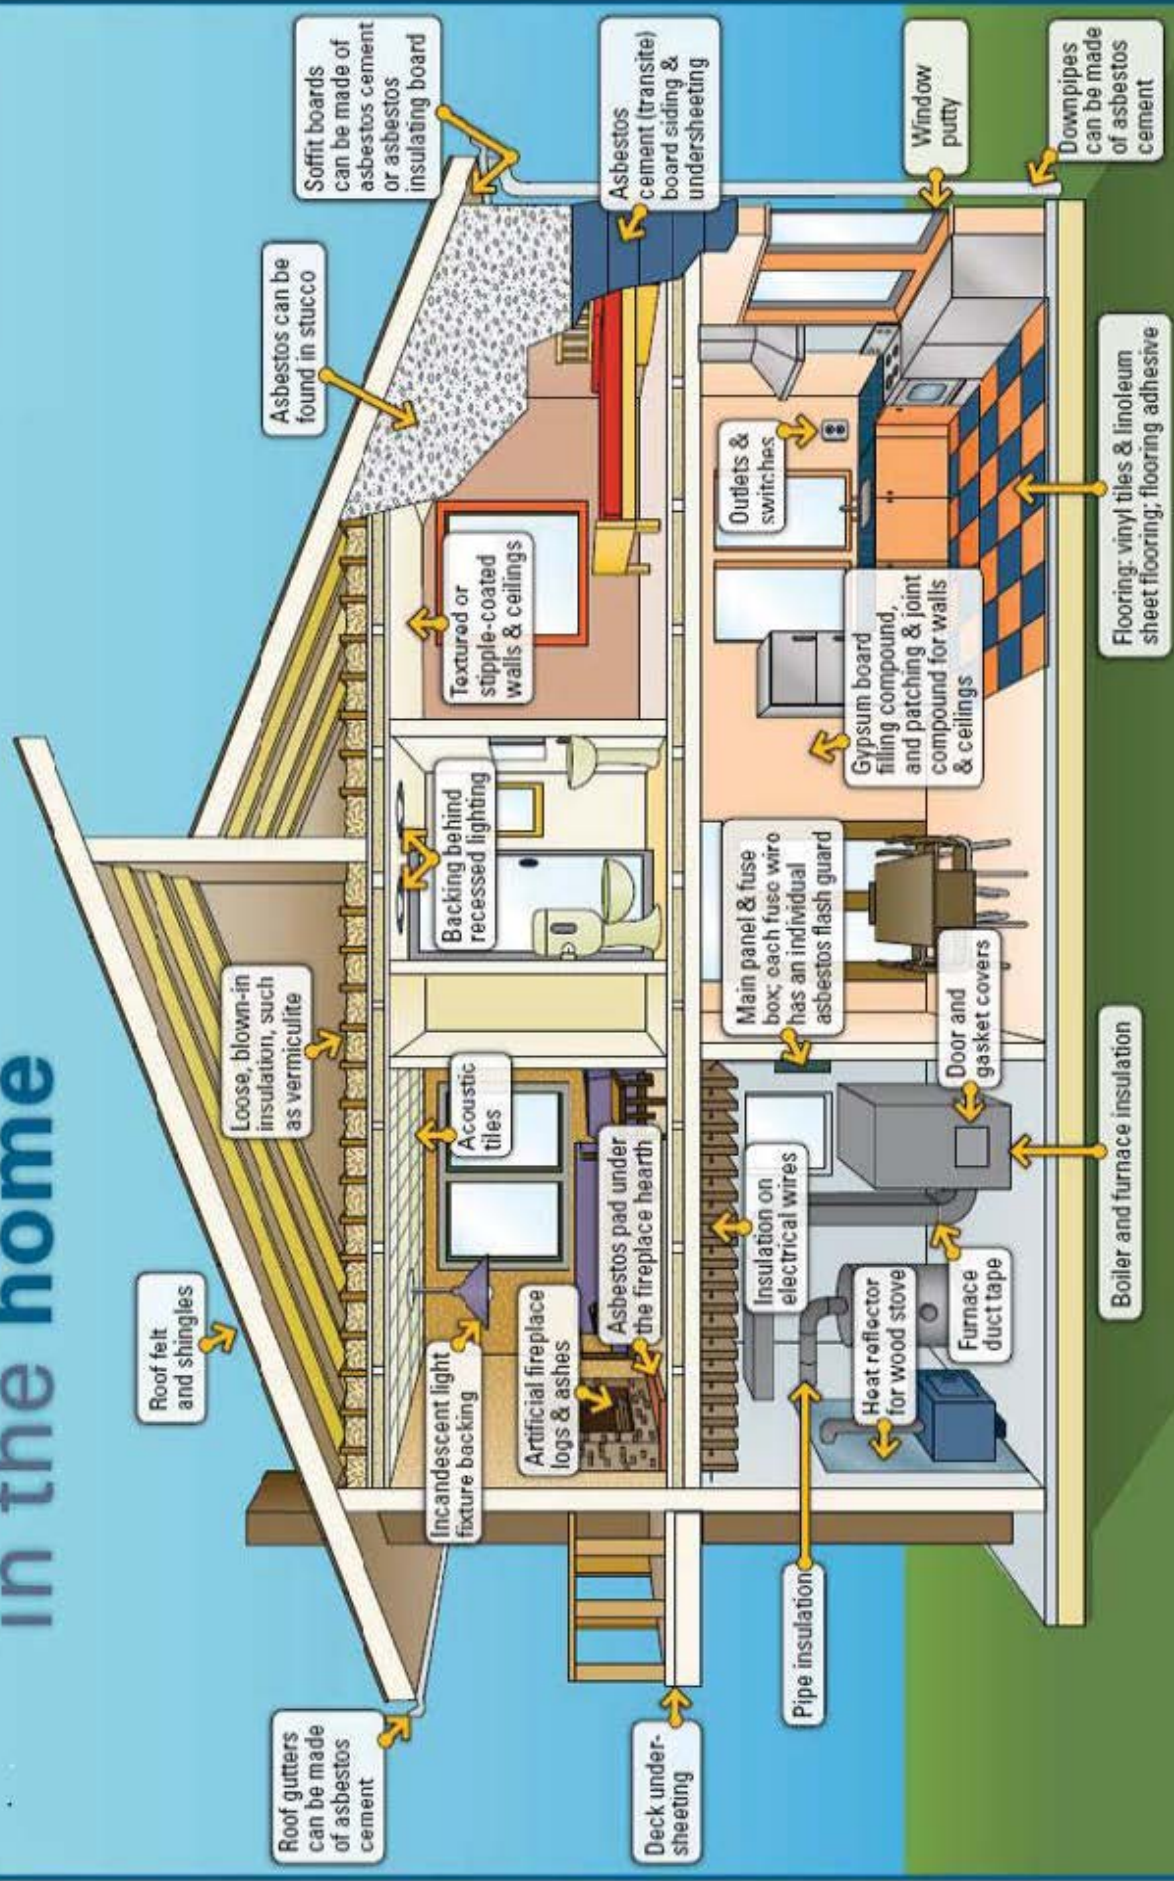 in the home
Roof felt
and shingles
Roof gutters
can be made
of asbestos
cement
Loose, blown-in
insulation, such
as vermiculite
Asbestos can be
found in stucco
Soffit boards
can be made of
asbestos cement
or asbestos
insulating board
Incandescent light
fixture backing
Acoustic
tiles
Backing behind
recessed lighting
Textured or
stipple-coated
walls & ceilings
Asbestos
cement (transite)
board siding &
undersheeting
Artificial fireplace
logs & ashes
Asbestos pad under
the fireplace hearth
Deck under-
sheeting
Insulation on
electrical wires
Main panel & fuse
box; each fuse wire
has an individual
asbestos flash guard
Outlets &
switches
Gypsum board
filling compound,
and patching & joint
compound for walls
& ceilings
Window
putty
Pipe insulation
Heat reflector
for wood stove
Furnace
duct tape
Door and
gasket covers
Downpipes
can be made
of asbestos
cement
Boiler and furnace insulation
Flooring: vinyl tiles & linoleum
sheet flooring; flooring adhesive